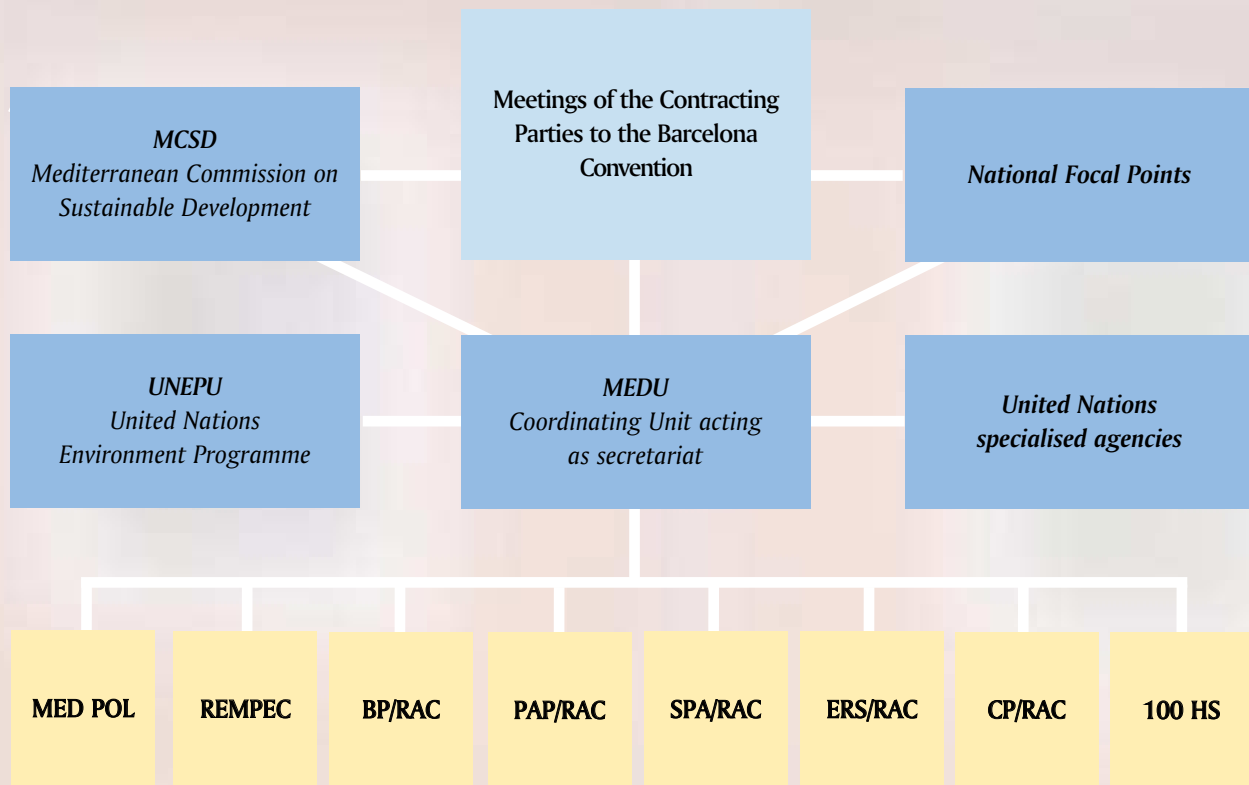 Meetings of the Contracting
Parties to the Barcelona
Convention
MCSD
Mediterranean Commission on
Sustainable Development
National Focal Points
UNEPU
United Nations
Environment Programme
MEDU
Coordinating Unit acting
as secretariat
United Nations
specialised agencies
MED POL
REMPEC
BP/RAC
PAP/RAC
SPA/RAC
ERS/RAC
CP/RAC
100 HS